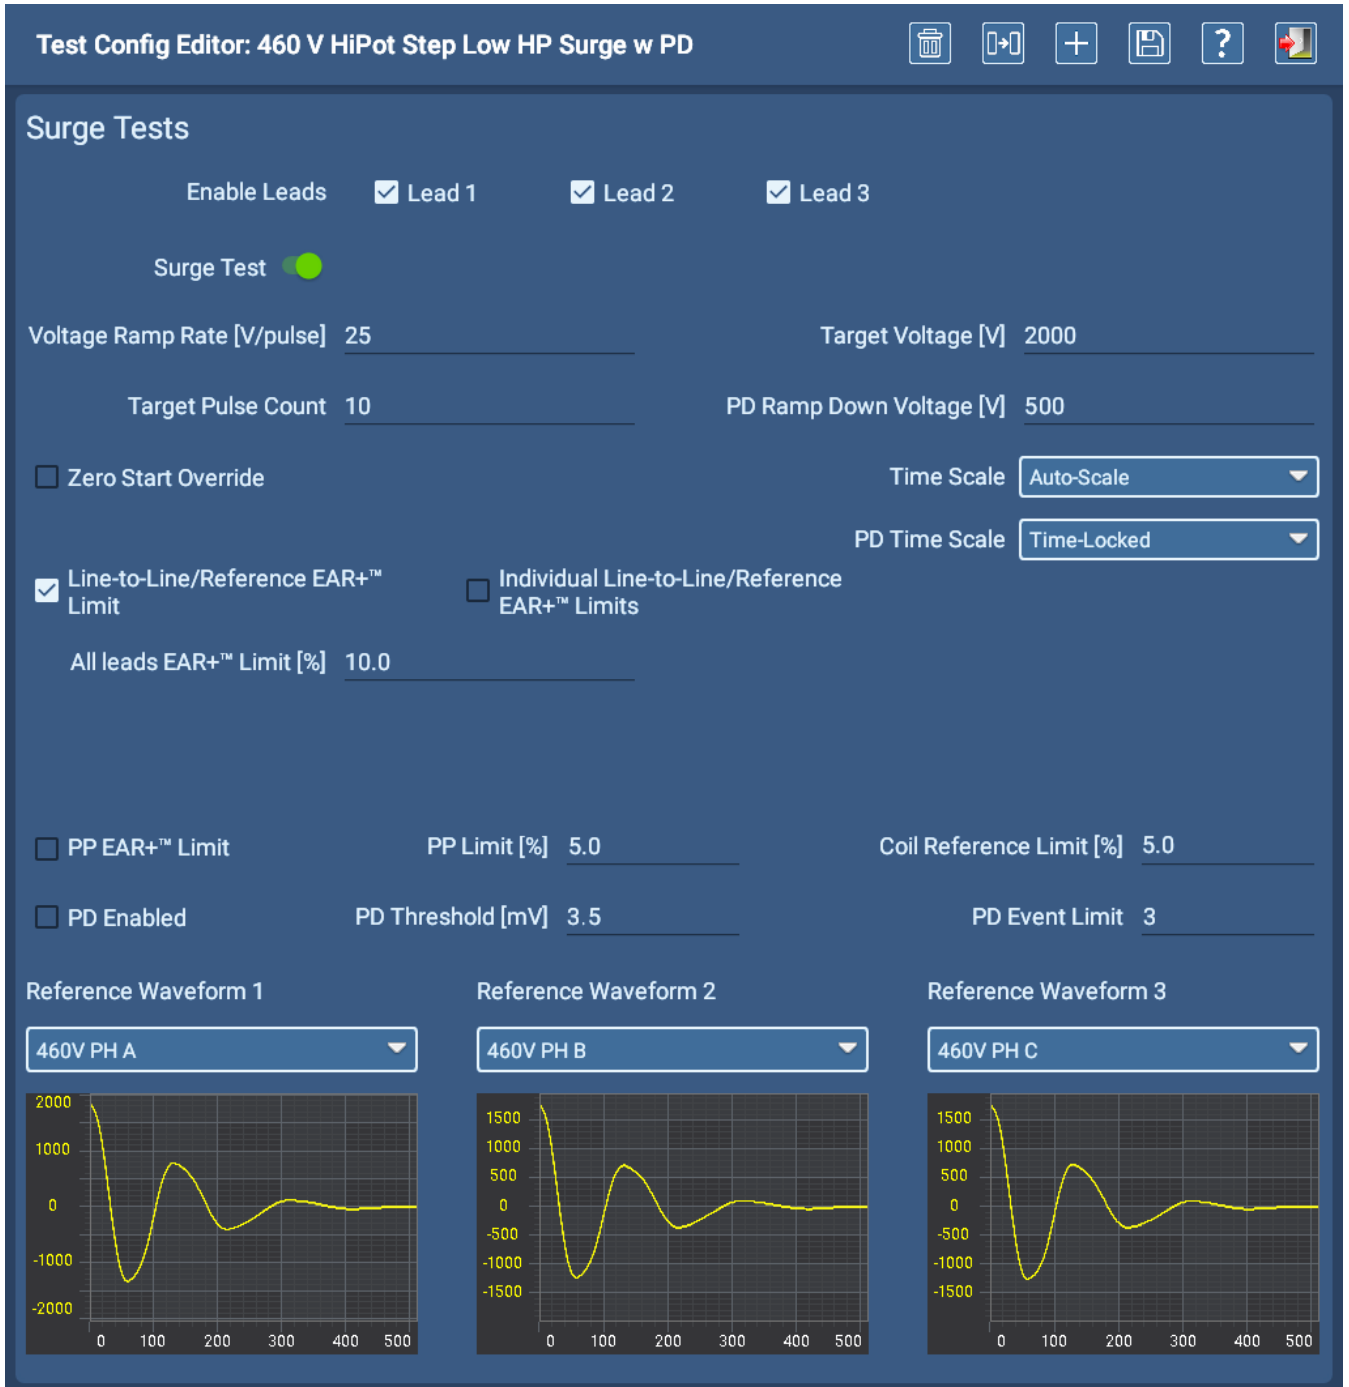 Test Config Editor: 460 V HiPot Step Low HP Surge w PD
?
Surge Tests
Enable Leads Lead 1 Lead 2 Lead 3
Surge Test
Voltage Ramp Rate [V/pulse] 25 Target Voltage [V] 2000
Target Pulse Count 10 PD Ramp Down Voltage [V] 500
Zero Start Override Time Scale Auto-Scale
PD Time Scale Time-Locked
Line-to-Line/Reference EAR+™
Limit
Individual Line-to-Line/Reference
EAR+™ Limits
All leads EAR+™ Limit [%] 10.0
PP EAR+™ Limit PP Limit [%] 5.0 Coil Reference Limit [%] 5.0
PD Enabled PD Threshold [mV] 3.5 PD Event Limit 3
Reference Waveform 1 Reference Waveform 2 Reference Waveform 3
460V PH A 460V PH B 460V PH C
2000
1000
0
-1000
-2000
0 100 200 300 400 500
1500
1000
500
0
-500
-1000
-1500
0 100 200 300 400 500
1500
1000
500
0
-500
-1000
-1500
0 100 200 300 400 500